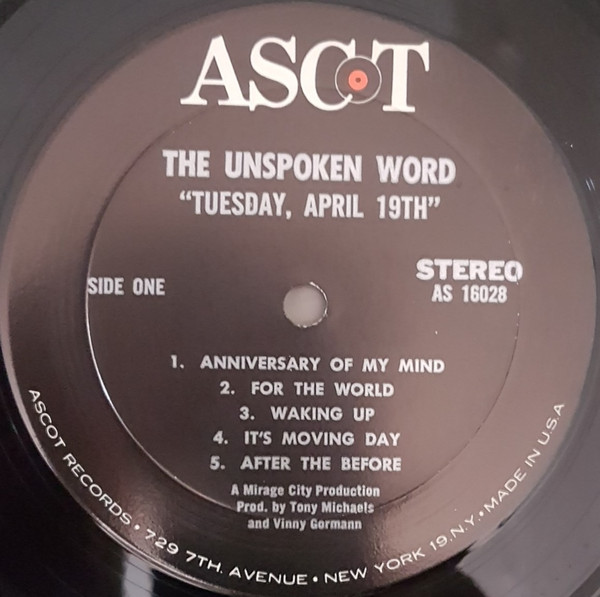 ASCOT
THE UNSPOKEN WORD
"TUESDAY, APRIL 19TH"
SIDE ONE
STEREO
AS 16028
1. ANNIVERSARY OF MY MIND
2. FOR THE WORLD
3. WAKING UP
4. IT'S MOVING DAY
5. AFTER THE BEFORE
A Mirage City Production
Prod. by Tony Michaels
and Vinny Gormann
ASCOT RECORDS • 729 7TH. AVENUE • NEW YORK 19.N.Y. • MADE IN U.S.A